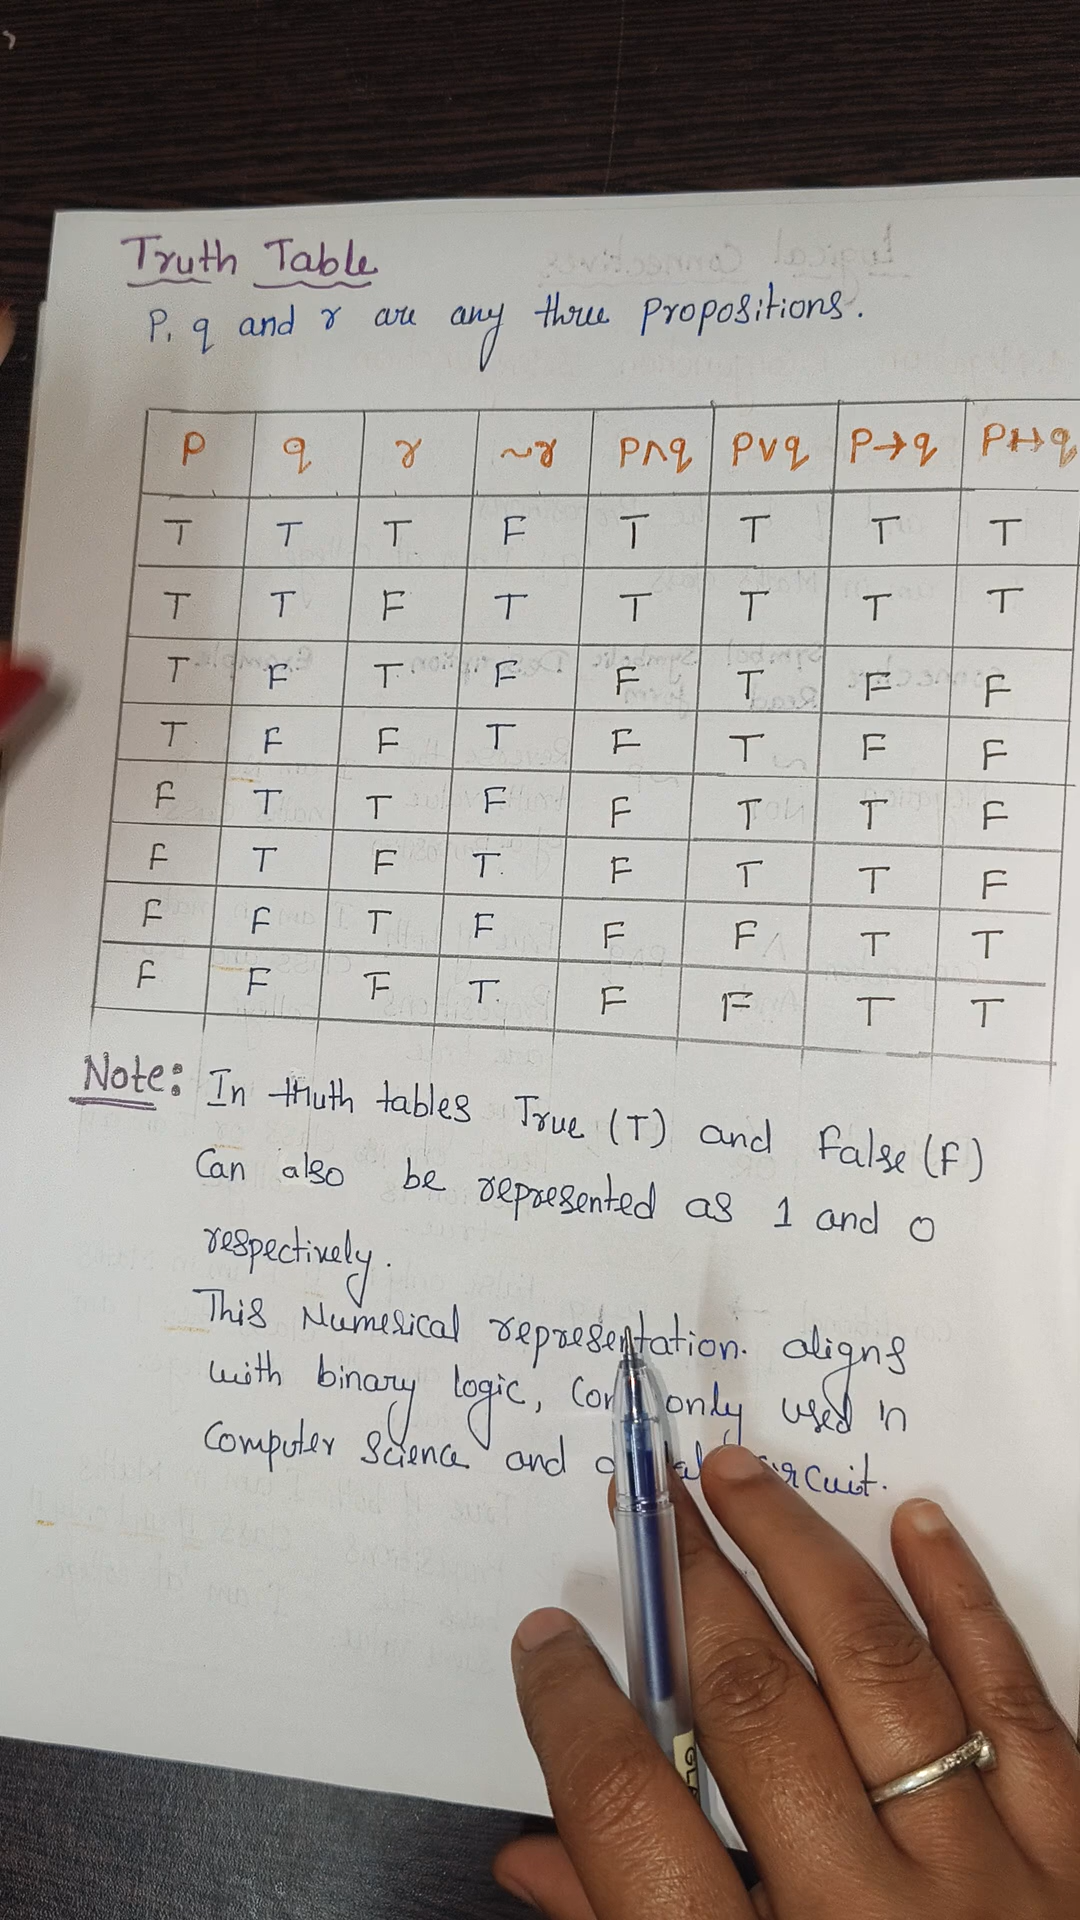 Truth Table
P, q and r are any three propositions.
P q r ~r P∧q P∨q P→q P↔q
T T T F T T T T
T T F T T T T T
T F T F F T F F
T F F T F T F F
F T T F F T T F
F T F T. F T T F
F F T F F F T T
F F F T. F F T T
Note: In truth tables True (T) and False (F)
Can also be represented as 1 and 0
respectively.
This Numerical representation. aligns
with binary logic, only used in
Computer Science and circuit.